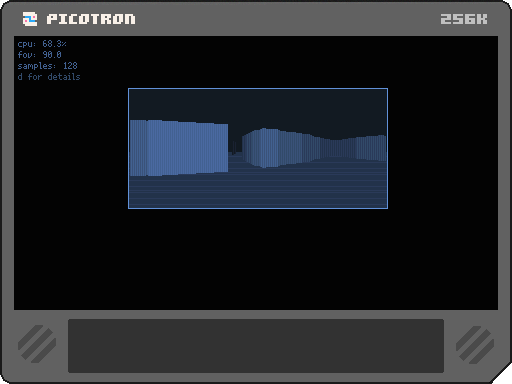 PICOTRON
256K
cpu: 68.3%
fov: 90.0
samples: 128
d for details